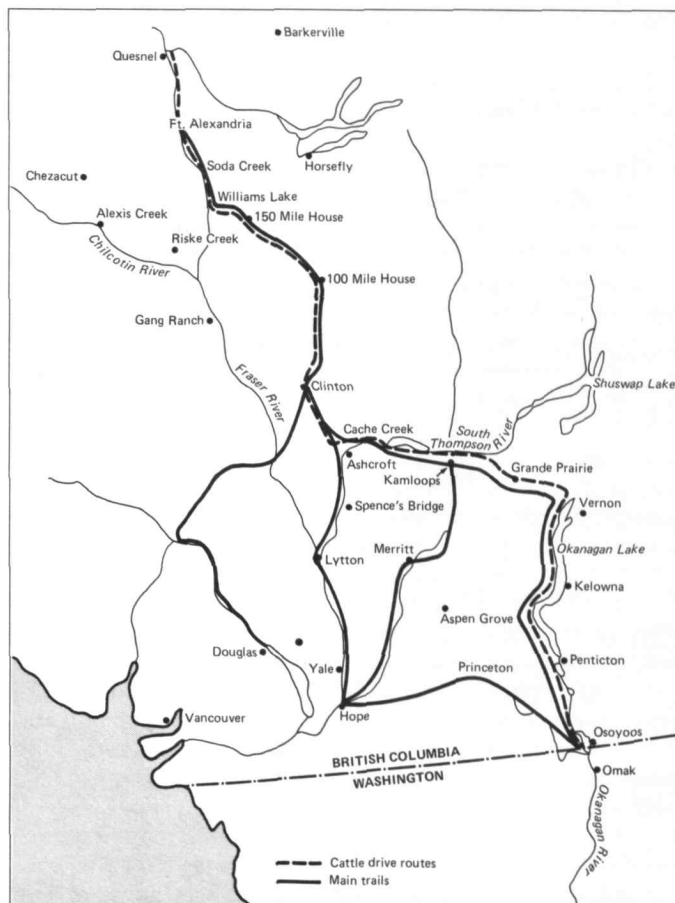 Barkerville
Quesnel
Ft. Alexandria
Soda Creek
Horsefly
Chezacut
Williams Lake
150 Mile House
Alexis Creek
Riske Creek
Chilcotin River
100 Mile House
Gang Ranch
Fraser River
Clinton
Shuswap Lake
Cache Creek
South
Thompson River
Ashcroft
Kamloops
Grande Prairie
Spence's Bridge
Vernon
Merritt
Okanagan Lake
Lytton
Kelowna
Aspen Grove
Douglas
Yale
Princeton
Penticton
Vancouver
Hope
Osoyoos
BRITISH COLUMBIA
WASHINGTON
Omak
Okanagan River
Cattle drive routes
Main trails